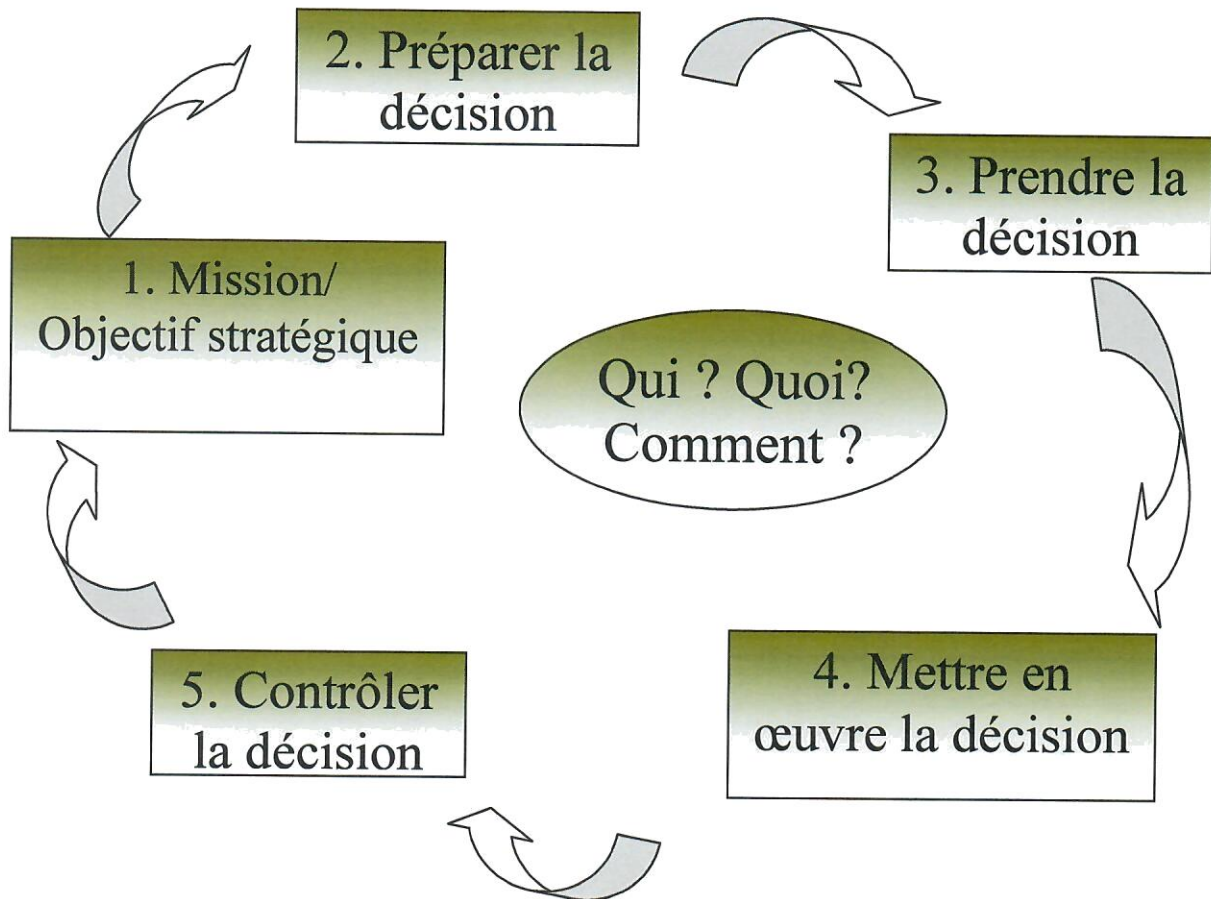 2. Préparer la
décision
3. Prendre la
décision
1. Mission/
Objectif stratégique
Qui ? Quoi?
Comment ?
4. Mettre en
œuvre la décision
5. Contrôler
la décision